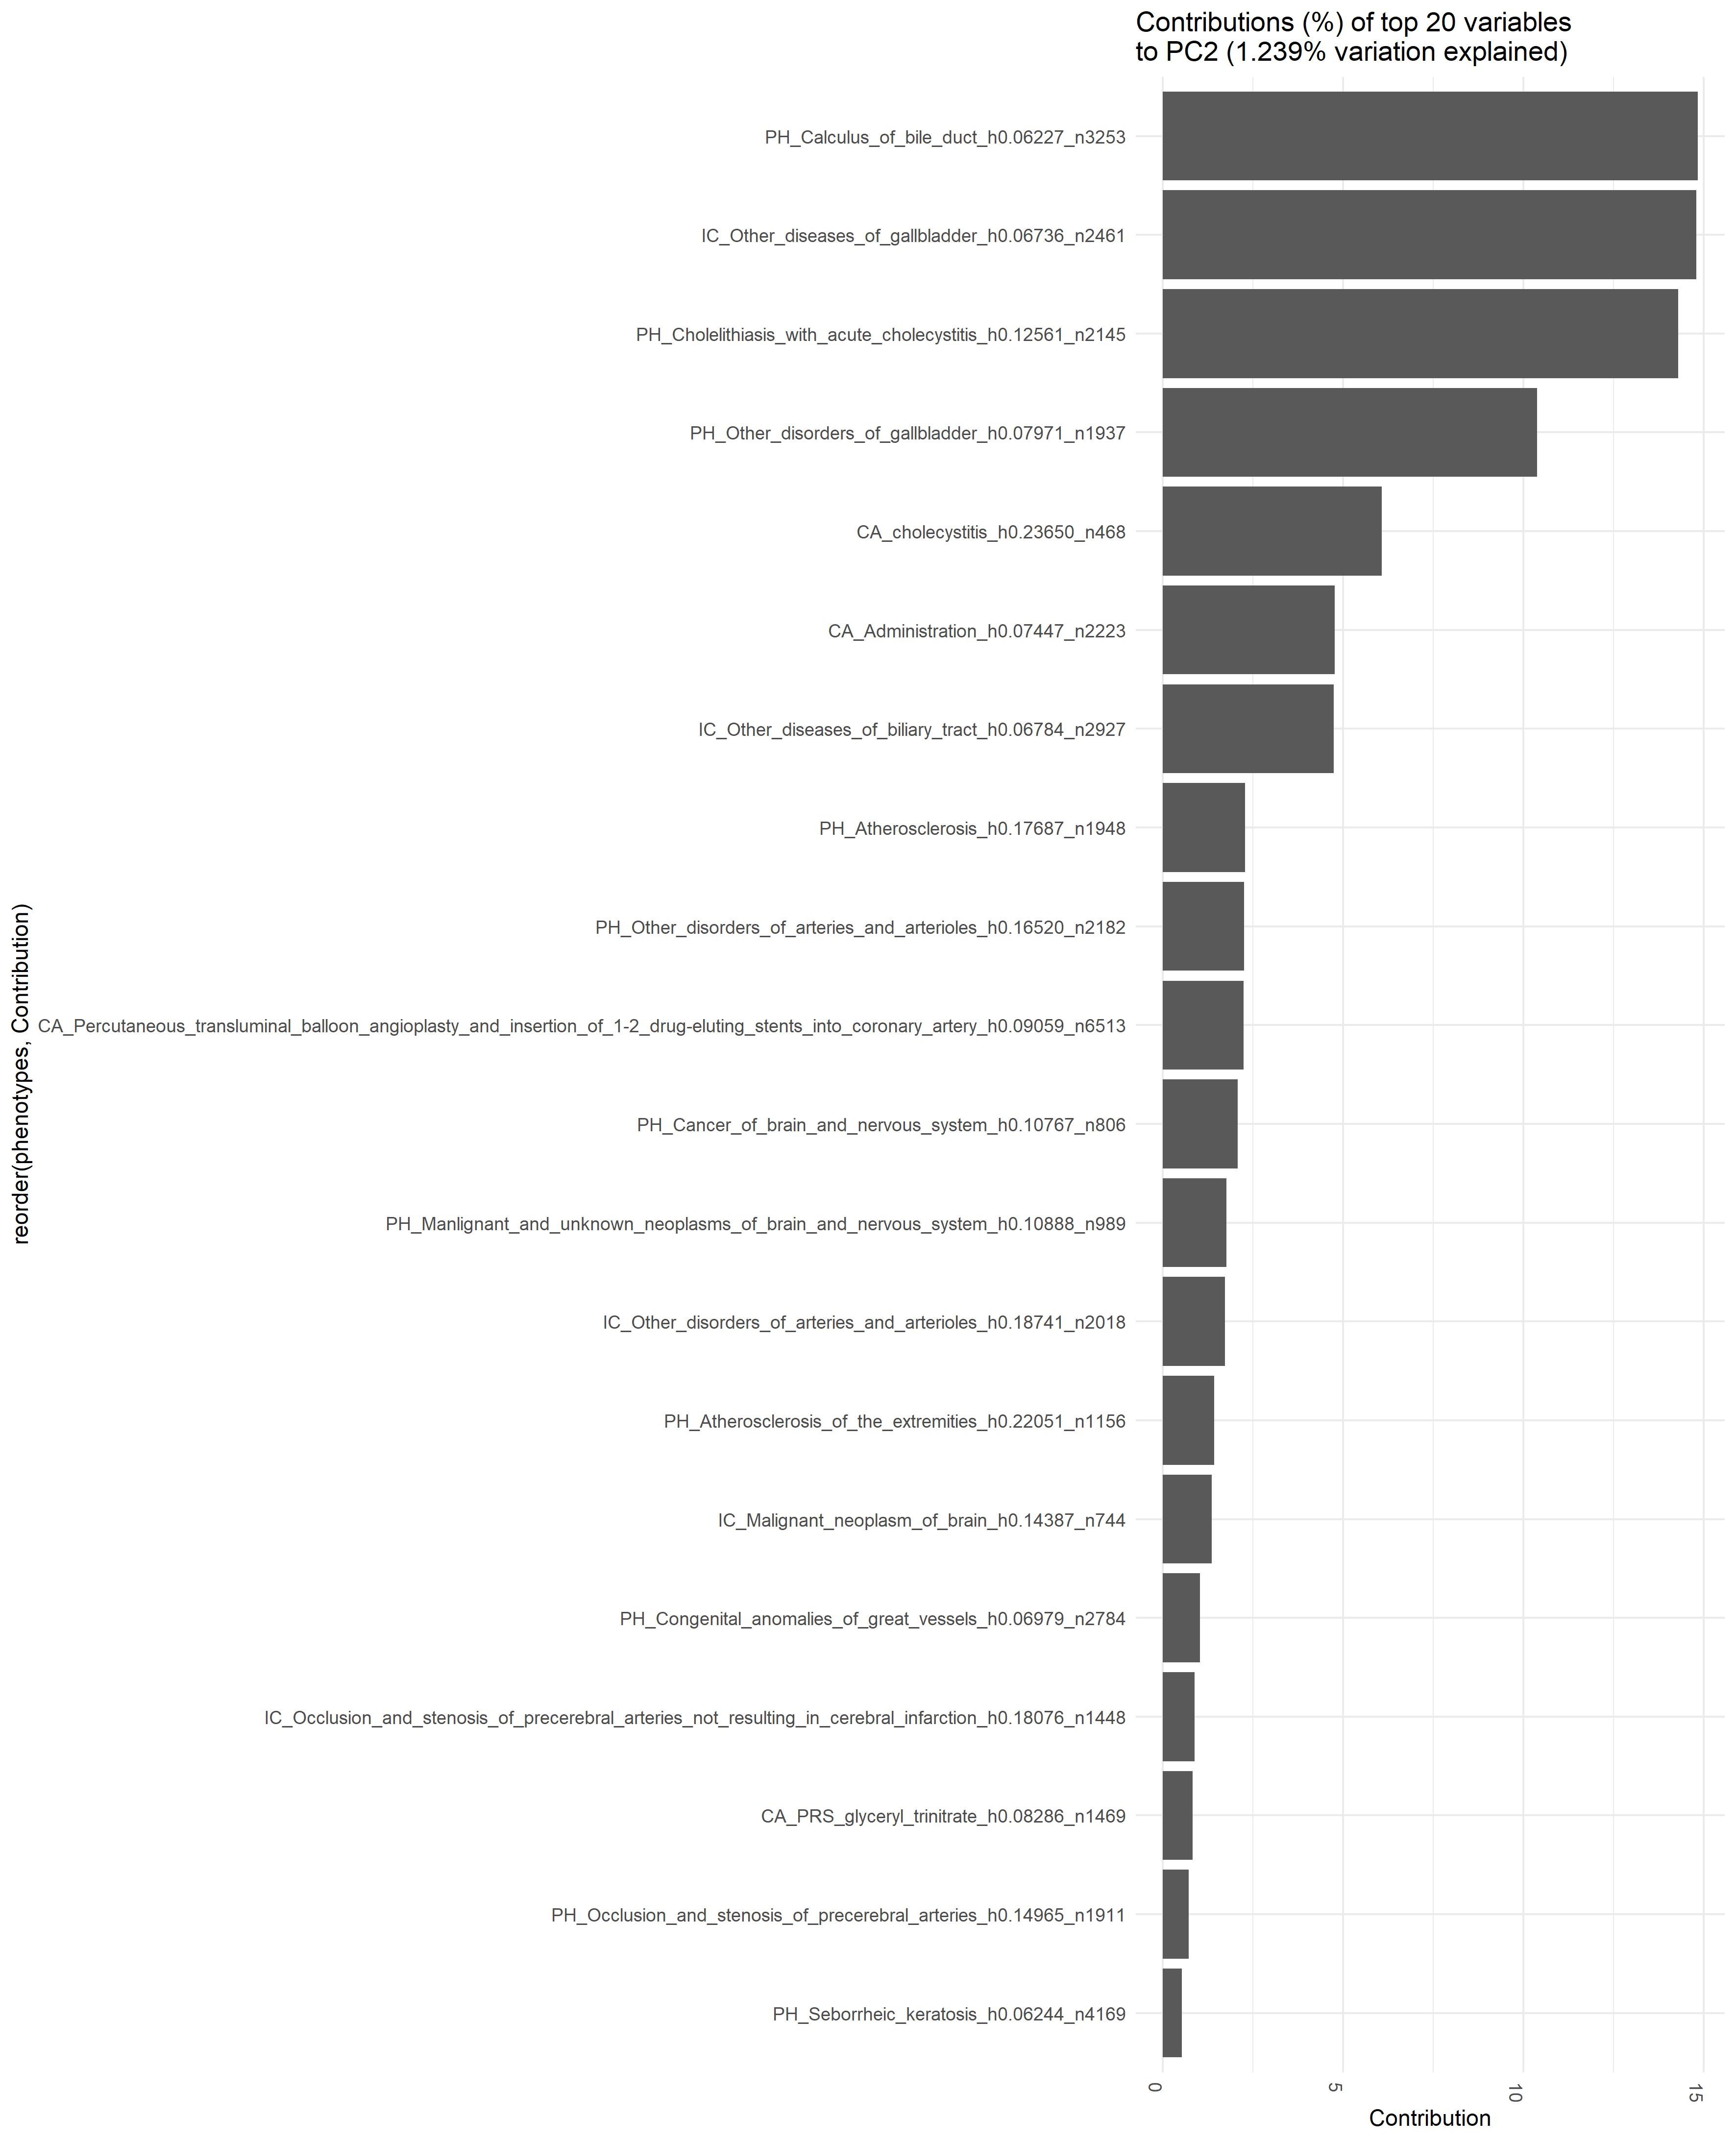 Contributions (%) of top 20 variables
to PC2 (1.239% variation explained)
reorder(phenotypes, Contribution)
PH_Calculus_of_bile_duct_h0.06227_n3253
IC_Other_diseases_of_gallbladder_h0.06736_n2461
PH_Cholelithiasis_with_acute_cholecystitis_h0.12561_n2145
PH_Other_disorders_of_gallbladder_h0.07971_n1937
CA_cholecystitis_h0.23650_n468
CA_Administration_h0.07447_n2223
IC_Other_diseases_of_biliary_tract_h0.06784_n2927
PH_Atherosclerosis_h0.17687_n1948
PH_Other_disorders_of_arteries_and_arterioles_h0.16520_n2182
CA_Percutaneous_transluminal_balloon_angioplasty_and_insertion_of_1-2_drug-eluting_stents_into_coronary_artery_h0.09059_n6513
PH_Cancer_of_brain_and_nervous_system_h0.10767_n806
PH_Manlignant_and_unknown_neoplasms_of_brain_and_nervous_system_h0.10888_n989
IC_Other_disorders_of_arteries_and_arterioles_h0.18741_n2018
PH_Atherosclerosis_of_the_extremities_h0.22051_n1156
IC_Malignant_neoplasm_of_brain_h0.14387_n744
PH_Congenital_anomalies_of_great_vessels_h0.06979_n2784
IC_Occlusion_and_stenosis_of_precerebral_arteries_not_resulting_in_cerebral_infarction_h0.18076_n1448
CA_PRS_glyceryl_trinitrate_h0.08286_n1469
PH_Occlusion_and_stenosis_of_precerebral_arteries_h0.14965_n1911
PH_Seborrheic_keratosis_h0.06244_n4169
0 5 10 15
Contribution